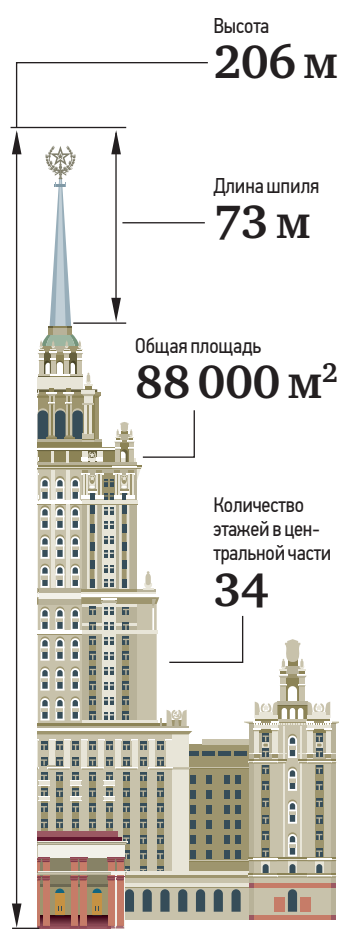 Высота
206 м
Длина шпиля
73 м
Общая площадь
88 000 м²
Количество
этажей в цен-
тральной части
34